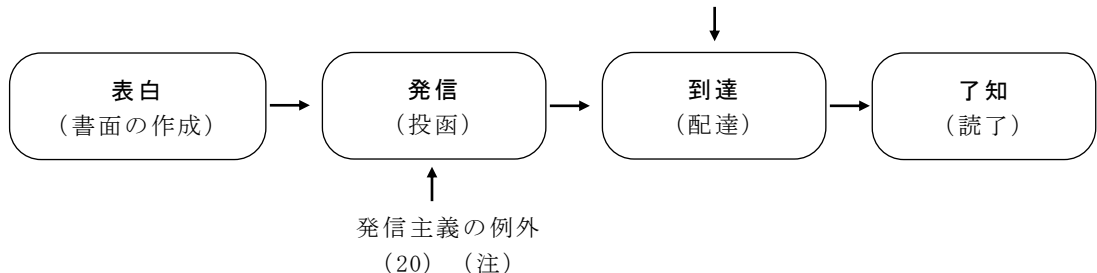 表白
（書面の作成）
発信
（投函）
到達
（配達）
了知
（読了）
発信主義の例外
（20）（注）